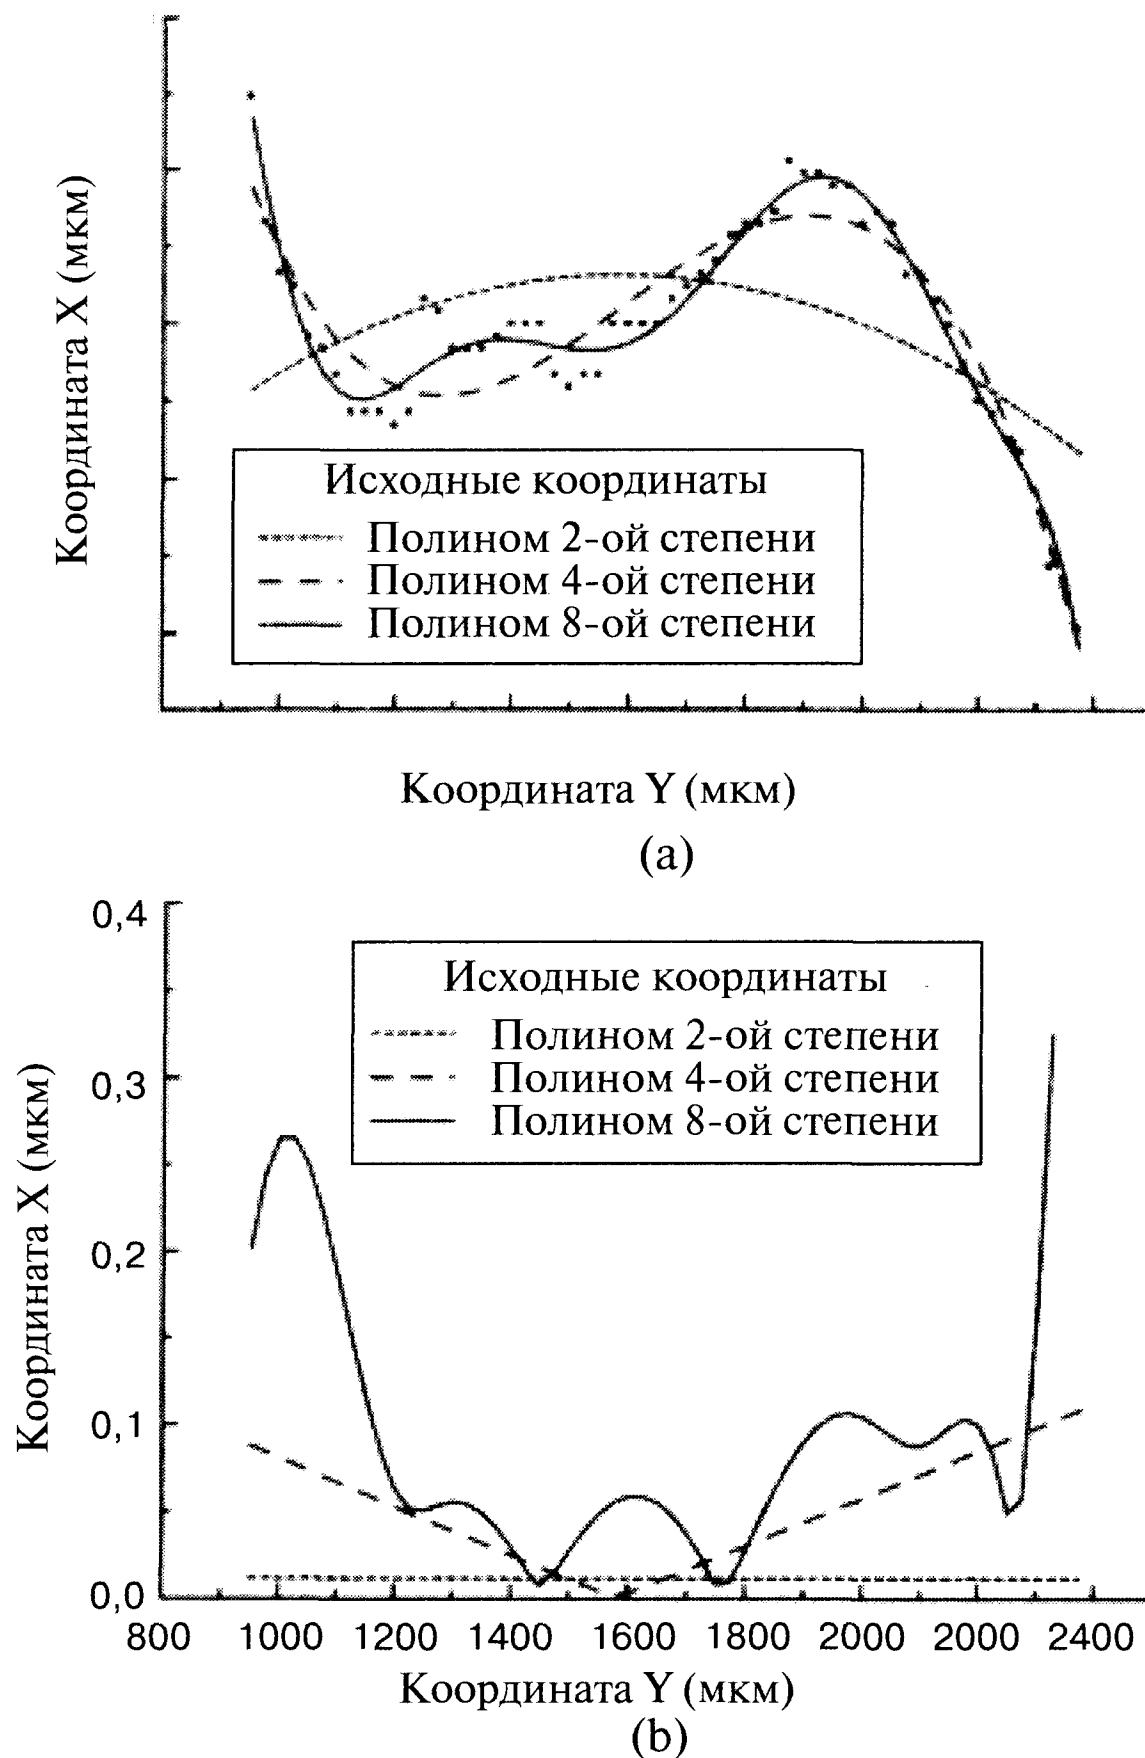 Координата X (мкм)
Исходные координаты
Полином 2-ой степени
Полином 4-ой степени
Полином 8-ой степени
Координата Y (мкм)
(a)
0,4
0,3
0,2
0,1
0,0
Координата X (мкм)
Исходные координаты
Полином 2-ой степени
Полином 4-ой степени
Полином 8-ой степени
800 1000 1200 1400 1600 1800 2000 2000 2400
Координата Y (мкм)
(b)